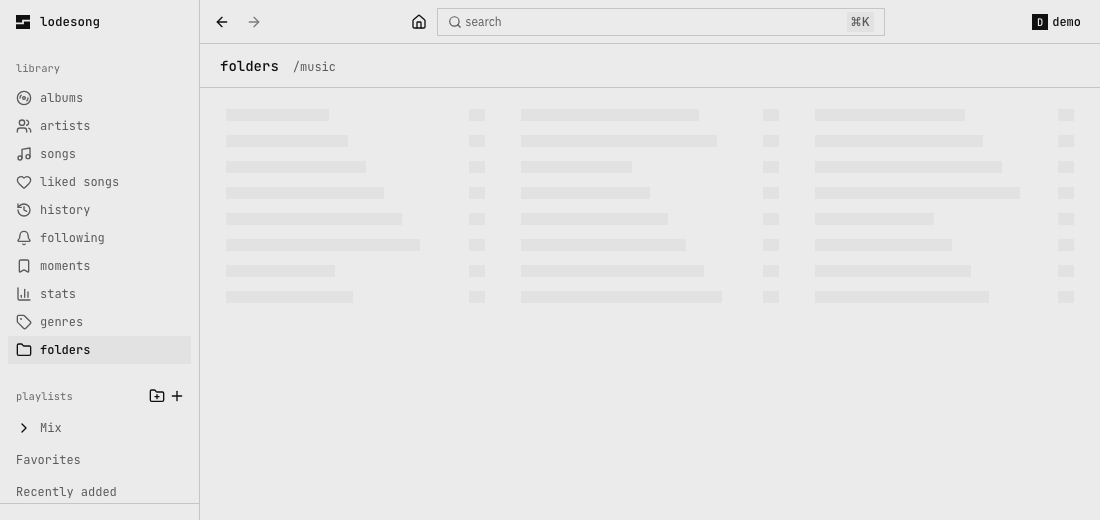 lodesong
library
albums
artists
songs
liked songs
history
following
moments
stats
genres
folders
playlists
Mix
Favorites
Recently added
search
⌘K
D demo
folders /music